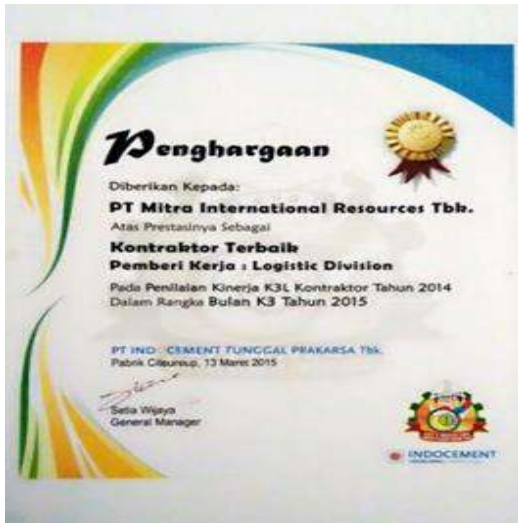 Penghargaan
Diberikan Kepada:
PT Mitra International Resources Tbk.
Atas Prestasinya Sebagai
Kontraktor Terbaik
Pemberi Kerja : Logistic Division
Pada Penilaian Kinerja K3L Kontraktor Tahun 2014
Dalam Rangka Bulan K3 Tahun 2015
PT INDOCEMENT TUNGGAL PRAKARSA Tbk.
Pabrik Citeureup, 13 Maret 2015
Setia Wijaya
General Manager
INDOCEMENT